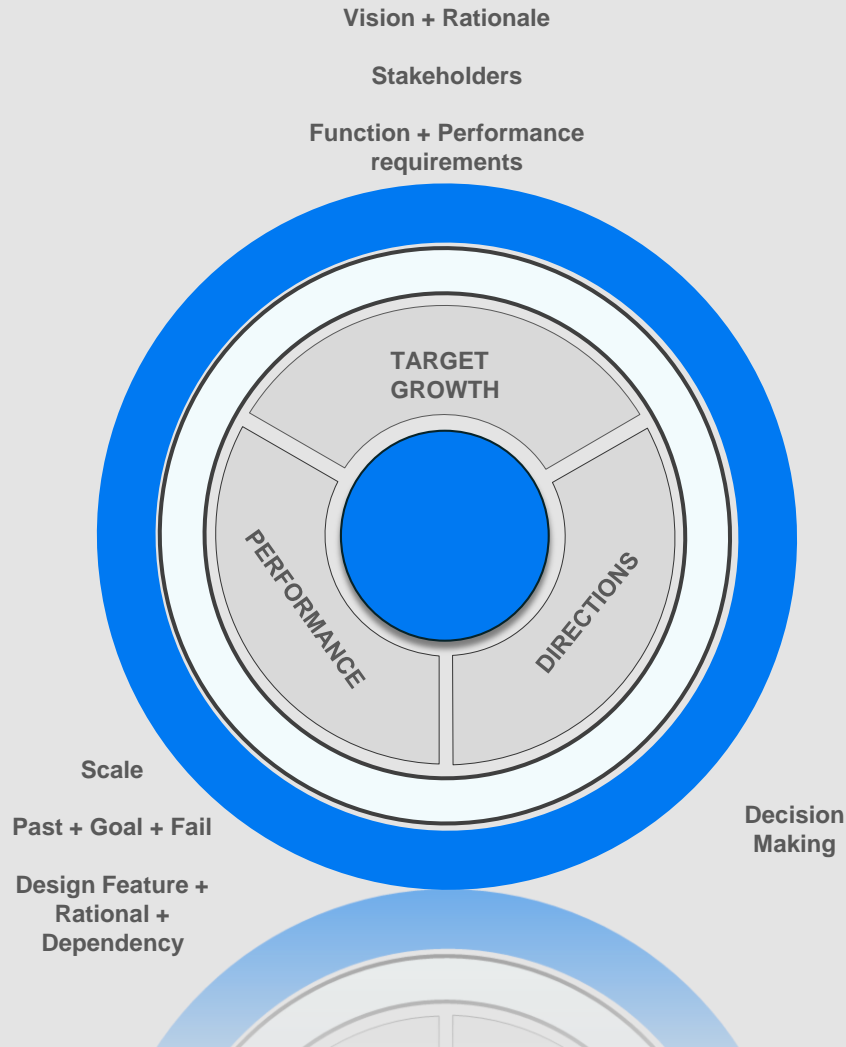 Vision + Rationale
Stakeholders
Function + Performance
requirements
TARGET
GROWTH
PERFORMANCE
DIRECTIONS
Scale
Past + Goal + Fail
Design Feature +
Rational +
Dependency
Decision
Making